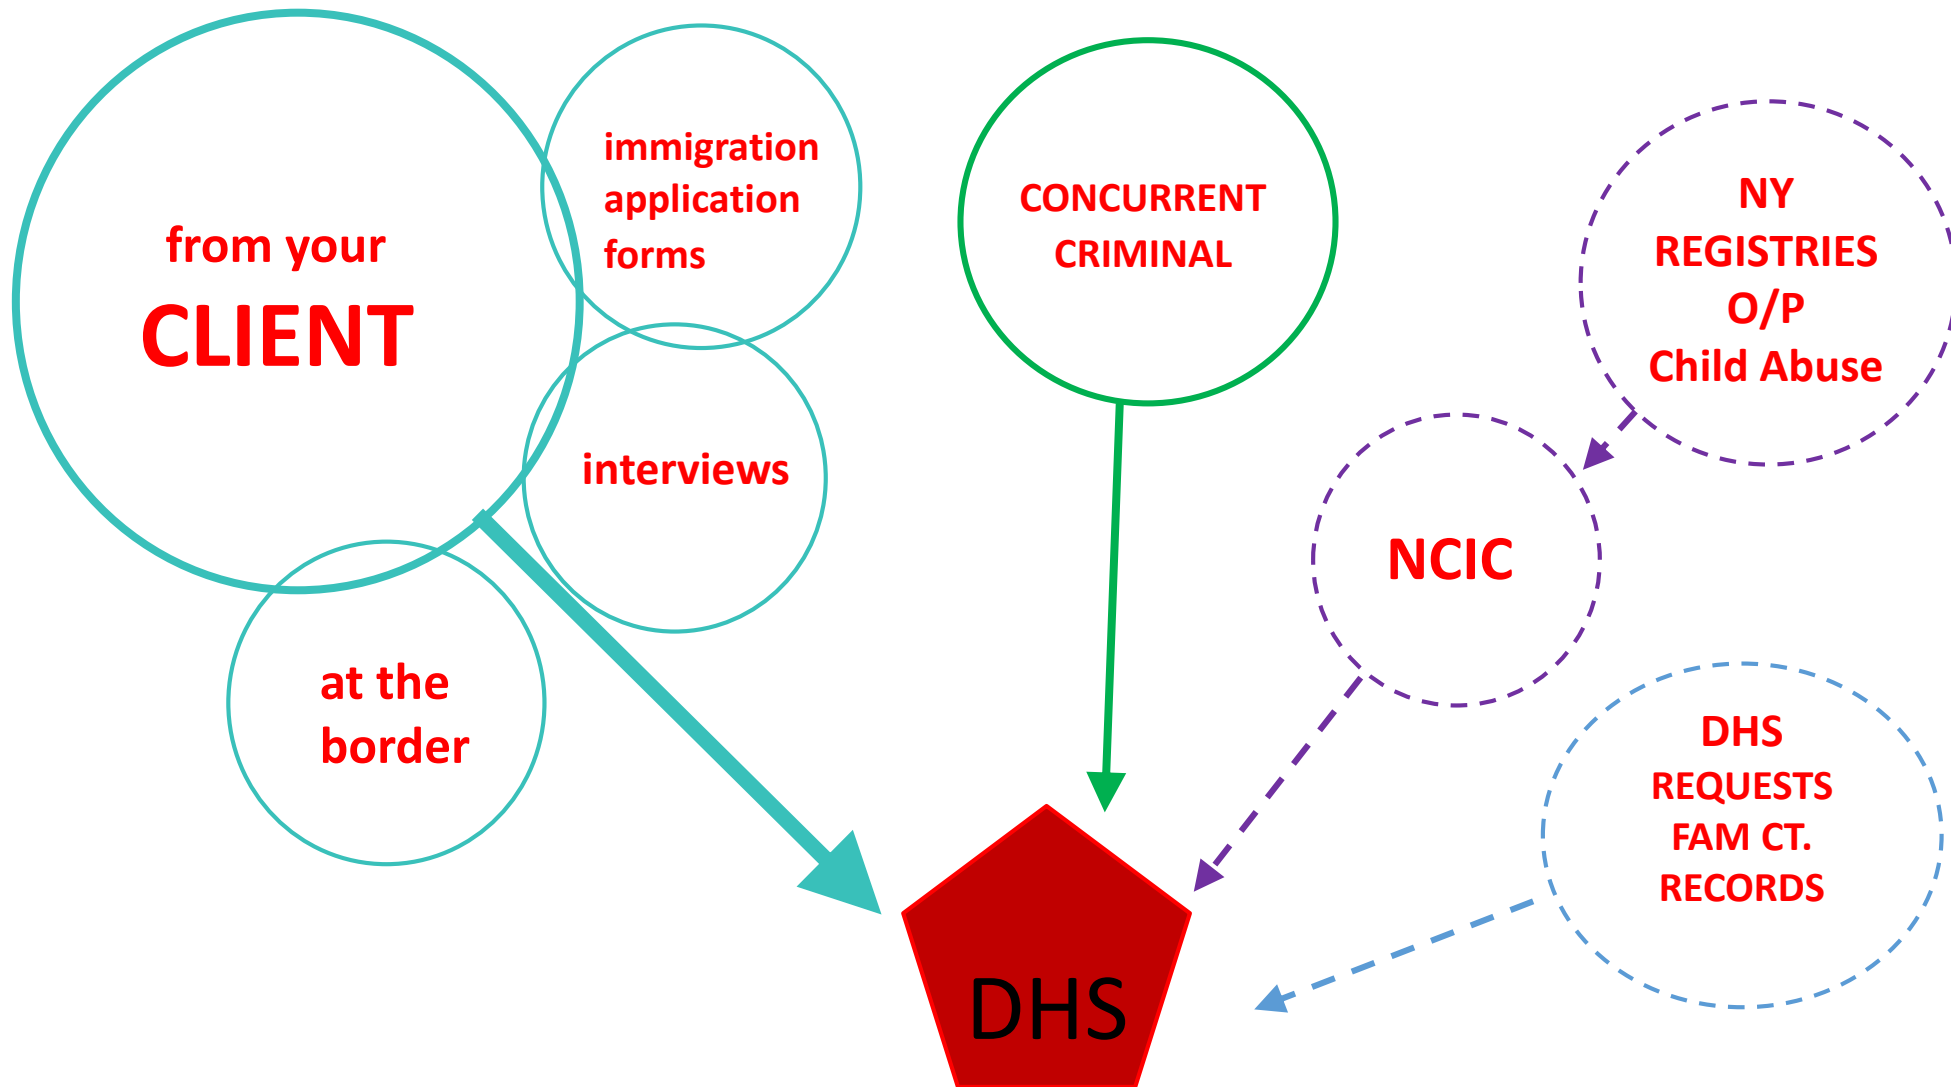 from your
CLIENT
immigration
application
forms
interviews
at the
border
CONCURRENT
CRIMINAL
NY
REGISTRIES
O/P
Child Abuse
NCIC
DHS
REQUESTS
FAM CT.
RECORDS
DHS